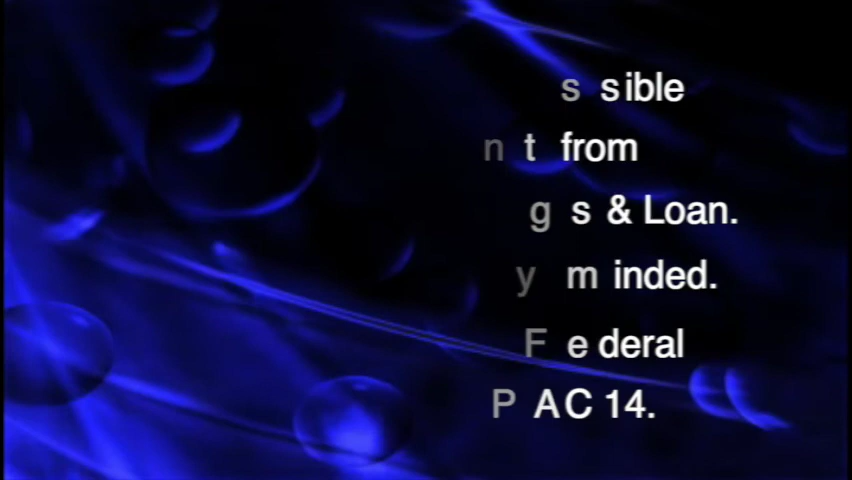 s sible
n t from
g s & Loan.
y m inded.
F e deral
P AC 14.